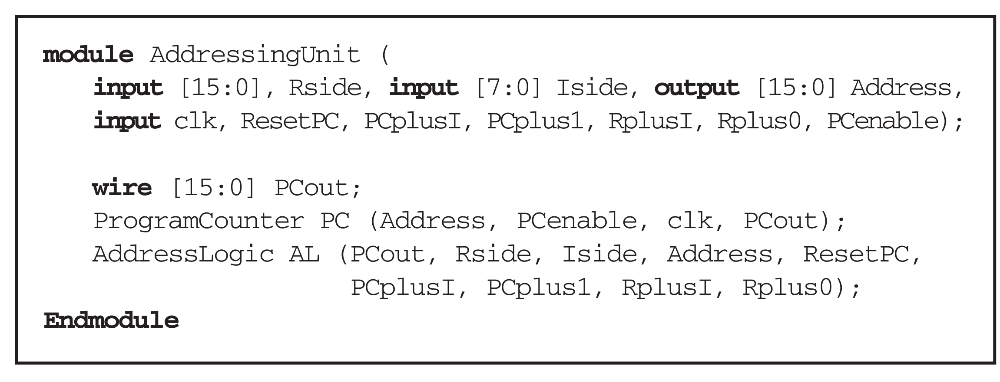 module AddressingUnit (
input [15:0], Rside, input [7:0] Iside, output [15:0] Address,
input clk, ResetPC, PCplusI, PCplus1, RplusI, Rplus0, PCenable);
wire [15:0] PCout;
ProgramCounter PC (Address, PCenable, clk, PCout);
AddressLogic AL (PCout, Rside, Iside, Address, ResetPC,
PCplusI, PCplus1, RplusI, Rplus0);
Endmodule